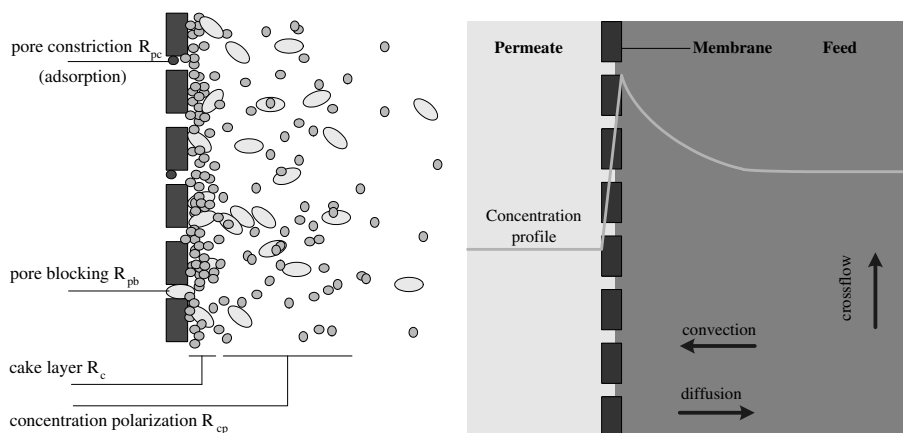 pore constriction R_pc
(adsorption)
pore blocking R_pb
cake layer R_c
concentration polarization R_cp
Permeate
Membrane
Feed
Concentration
profile
crossflow
convection
diffusion